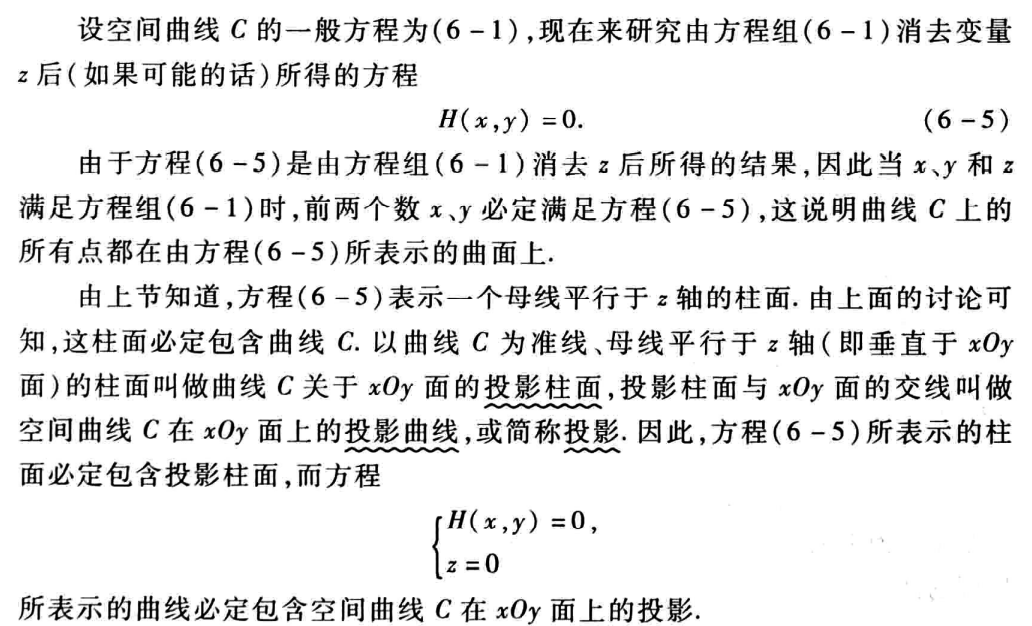 设空间曲线 C 的一般方程为(6-1),现在来研究由方程组(6-1)消去变量
z 后(如果可能的话)所得的方程
H(x,y)=0. (6-5)
由于方程(6-5)是由方程组(6-1)消去 z 后所得的结果,因此当 x、y 和 z
满足方程组(6-1)时,前两个数 x、y 必定满足方程(6-5),这说明曲线 C 上的
所有点都在由方程(6-5)所表示的曲面上.
由上节知道,方程(6-5)表示一个母线平行于 z 轴的柱面. 由上面的讨论可
知,这柱面必定包含曲线 C. 以曲线 C 为准线、母线平行于 z 轴(即垂直于 xOy
面)的柱面叫做曲线 C 关于 xOy 面的投影柱面,投影柱面与 xOy 面的交线叫做
空间曲线 C 在 xOy 面上的投影曲线,或简称投影. 因此,方程(6-5)所表示的柱
面必定包含投影柱面,而方程
H(x,y)=0,
z=0
所表示的曲线必定包含空间曲线 C 在 xOy 面上的投影.